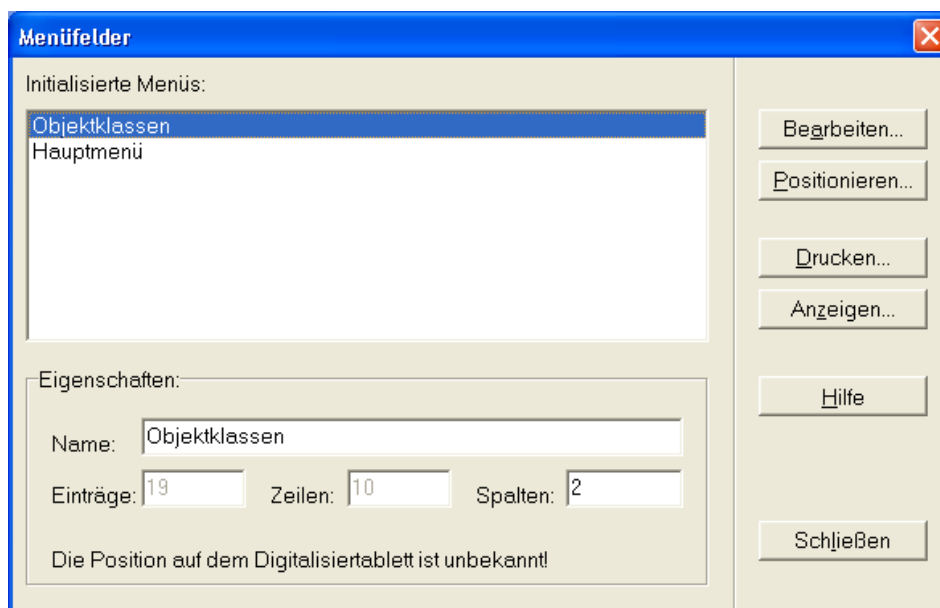 Menüfelder
Initialisierte Menüs:
Objektklassen
Hauptmenü
Bearbeiten...
Positionieren...
Drucken...
Anzeigen...
Eigenschaften:
Name: Objektklassen
Einträge: 19 Zeilen: 10 Spalten: 2
Die Position auf dem Digitalisiertablett ist unbekannt!
Hilfe
Schließen